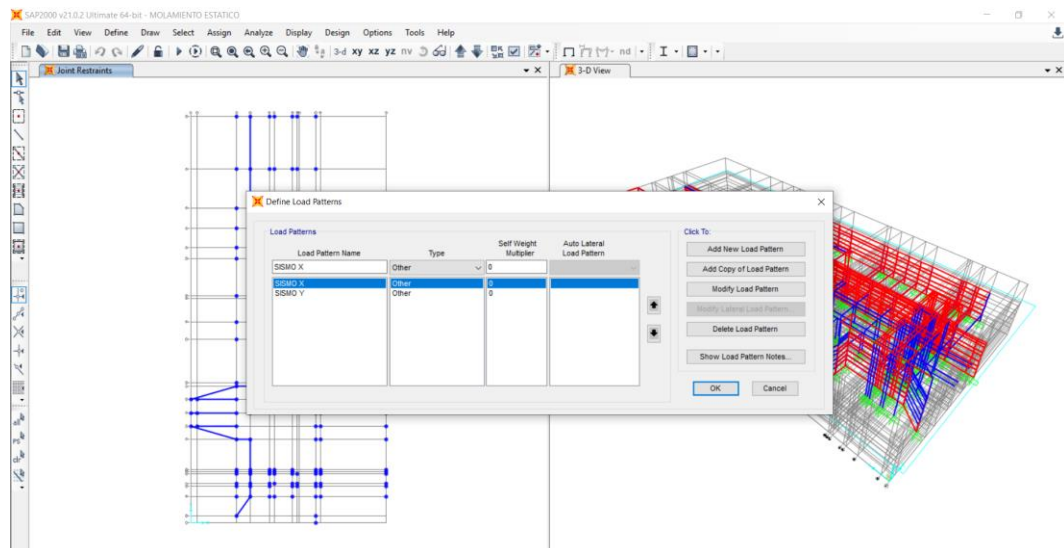 SAP2000 v21.0.2 Ultimate 64-bit - MOLAMIENTO ESTATICO
File Edit View Define Draw Select Assign Analyze Display Design Options Tools Help
3-d xy xz yz nv nd
Joint Restraints
3-D View
Define Load Patterns
Load Patterns
Click To:
Load Pattern Name Type Self Weight Multiplier Auto Lateral Load Pattern
SISMO X Other 0
SISMO X Other 0
SISMO Y Other 0
Add New Load Pattern
Add Copy of Load Pattern
Modify Load Pattern
Modify Lateral Load Pattern...
Delete Load Pattern
Show Load Pattern Notes...
OK Cancel
all
PS
clr